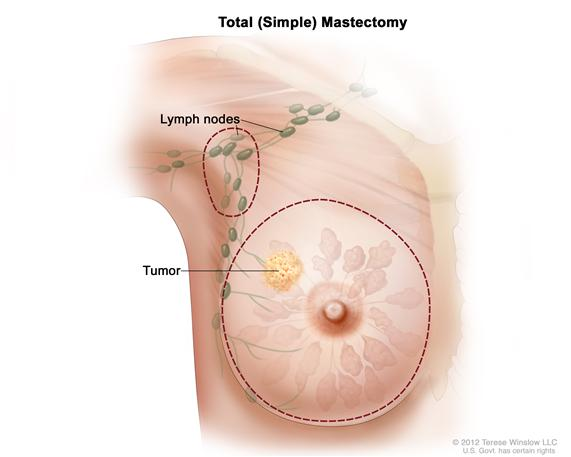 Total (Simple) Mastectomy
Lymph nodes
Tumor
© 2012 Terese Winslow LLC
U.S. Govt. has certain rights